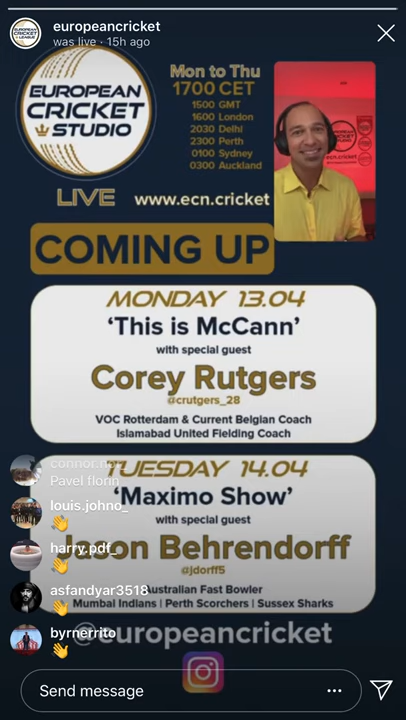 europeancricket
was live · 15h ago
EUROPEAN
CRICKET
STUDIO
Mon to Thu
1700 CET
1500 GMT
1600 London
2030 Delhi
2300 Perth
0100 Sydney
0300 Auckland
LIVE www.ecn.cricket
COMING UP
MONDAY 13.04
'This is McCann'
with special guest
Corey Rutgers
@crutgers_28
VOC Rotterdam & Current Belgian Coach
Islamabad United Fielding Coach
TUESDAY 14.04
Pavel florin
'Maximo Show'
louis.johno_
with special guest
Jason Behrendorff
harry.pdf_
@jdorff5
asfandyar3518
Australian Fast Bowler
Mumbai Indians | Perth Scorchers | Sussex Sharks
byrnerrito
@europeancricket
Send message